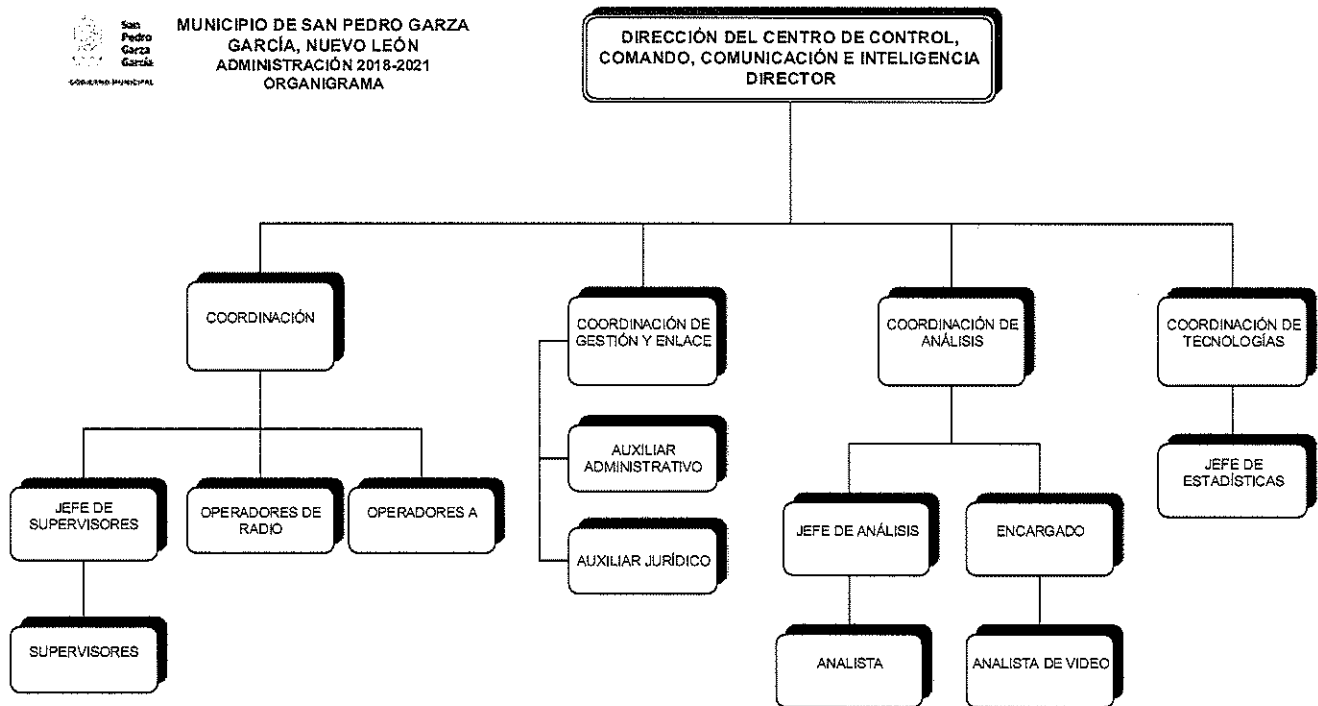 San
Pedro
Garza
García
GOBIERNO MUNICIPAL
MUNICIPIO DE SAN PEDRO GARZA
GARCÍA, NUEVO LEÓN
ADMINISTRACIÓN 2018-2021
ORGANIGRAMA
DIRECCIÓN DEL CENTRO DE CONTROL,
COMANDO, COMUNICACIÓN E INTELIGENCIA
DIRECTOR
COORDINACIÓN
COORDINACIÓN DE
GESTIÓN Y ENLACE
COORDINACIÓN DE
ANÁLISIS
COORDINACIÓN DE
TECNOLOGÍAS
JEFE DE
SUPERVISORES
OPERADORES DE
RADIO
OPERADORES A
AUXILIAR
ADMINISTRATIVO
AUXILIAR JURÍDICO
JEFE DE ANÁLISIS
ENCARGADO
JEFE DE
ESTADÍSTICAS
SUPERVISORES
ANALISTA
ANALISTA DE VIDEO